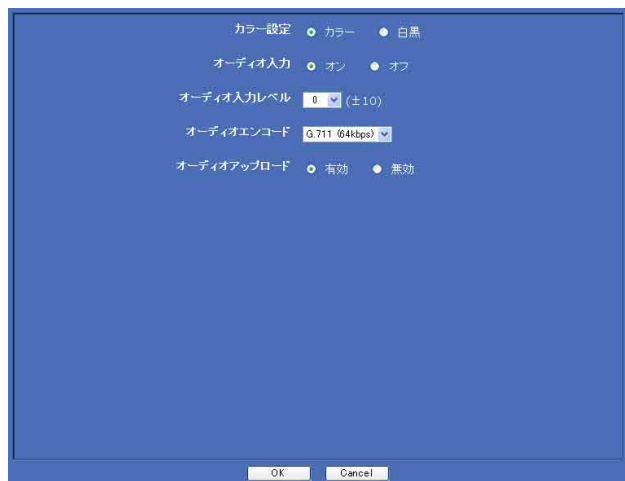 カラー設定 カラー 白黒
オーディオ入力 オン オフ
オーディオ入力レベル 0 (±10)
オーディオエンコード G.711 (64kbps)
オーディオアップロード 有効 無効
OK Cancel